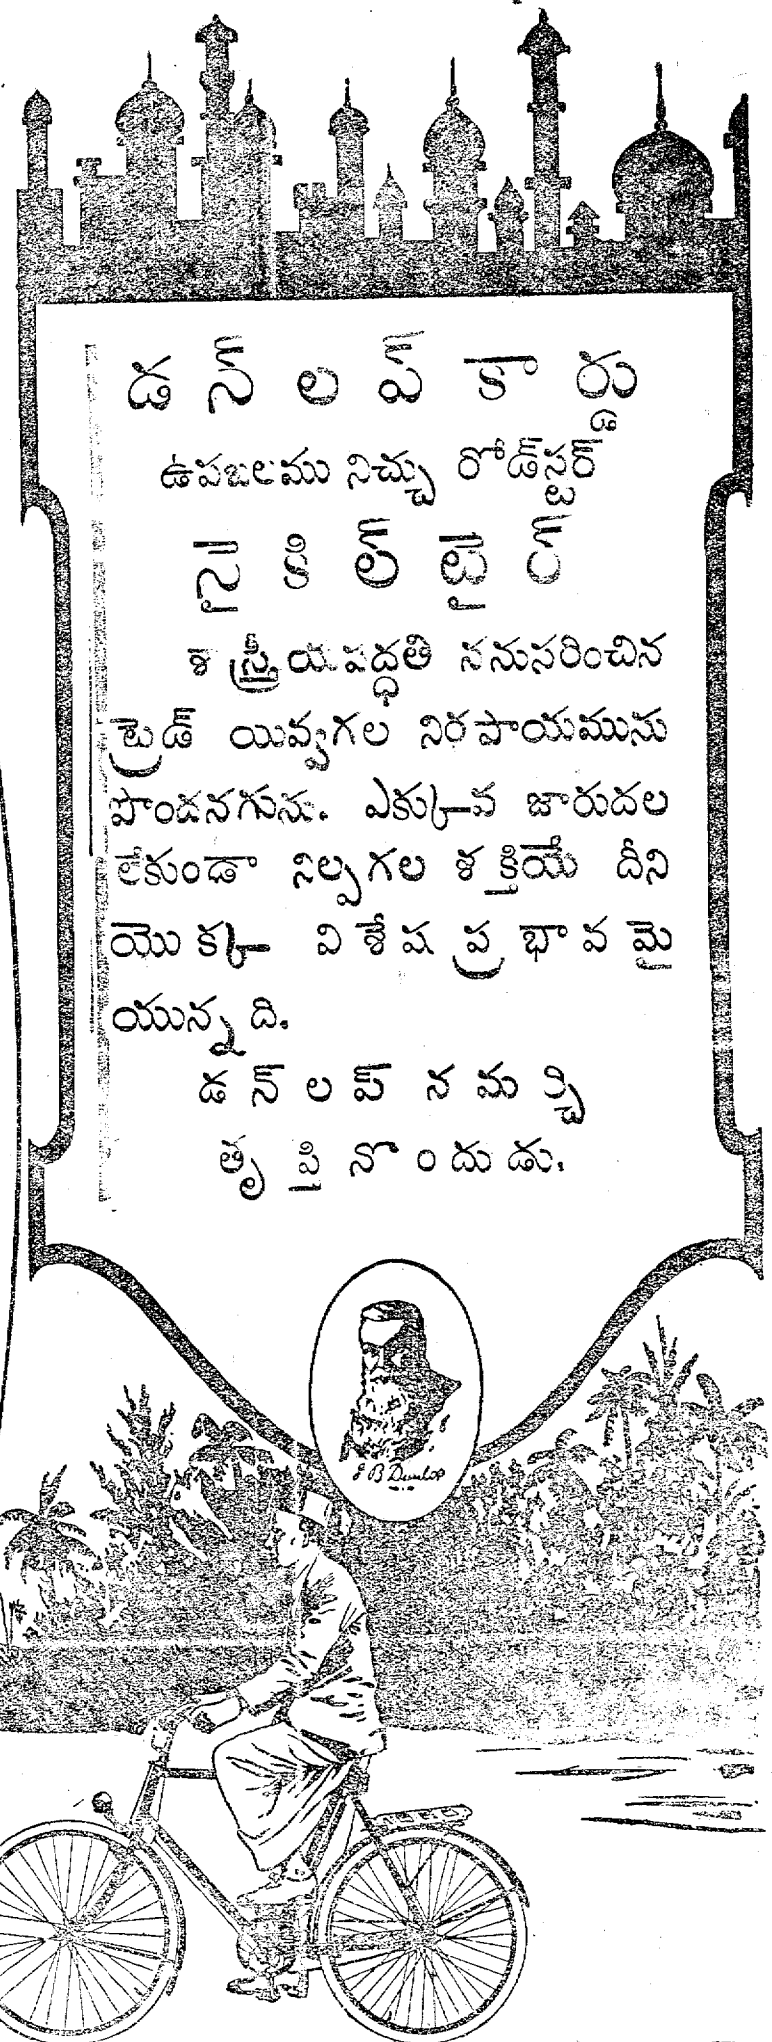 డన్‌లప్ కార్డు
ఉపబలము నిచ్చు రోడ్‌స్టర్
సైకిల్ టైర్
శాస్త్రీయపద్ధతి ననుసరించిన
ట్రెడ్ యివ్వగల నిరపాయమును
పొందనగును. ఎక్కువ జారుదల
లేకుండా నిల్పగల శక్తియే దీని
యొక్క విశేష ప్రభావమై
యున్నది.
డన్‌లప్ నమర్చి
తృప్తి నొందుడు.
J B Dunlop